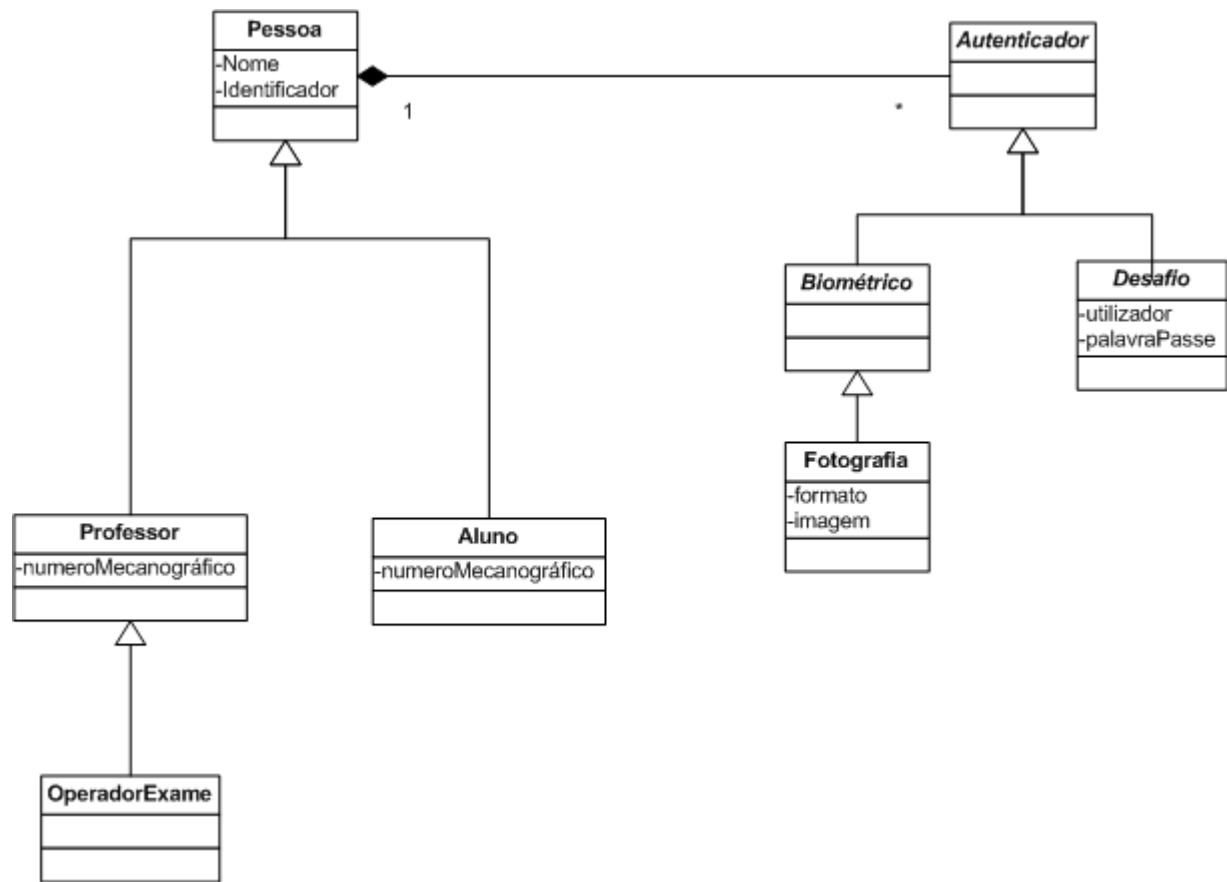 Pessoa
-Nome
-Identificador
1
*
Autenticador
Biométrico
Desafio
-utilizador
-palavraPasse
Fotografia
-formato
-imagem
Professor
-numeroMecanográfico
Aluno
-numeroMecanográfico
OperadorExame